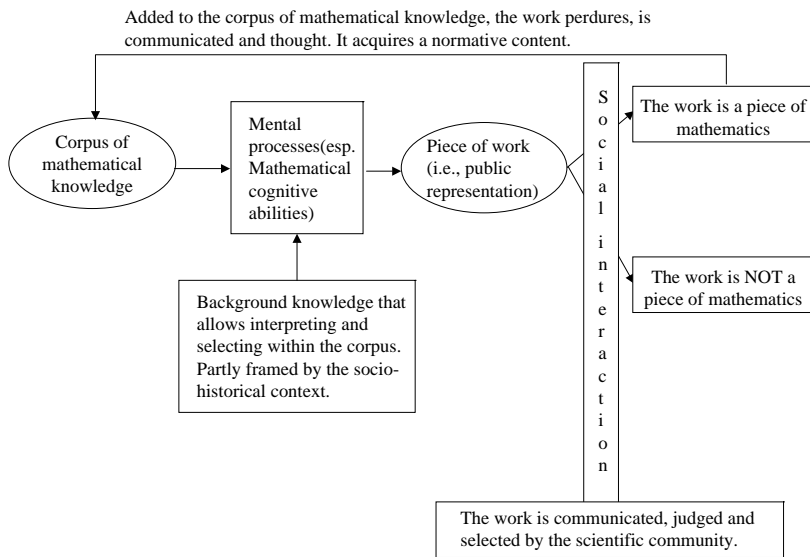 Added to the corpus of mathematical knowledge, the work perdures, is
communicated and thought. It acquires a normative content.
Corpus of
mathematical
knowledge
Mental
processes(esp.
Mathematical
cognitive
abilities)
Piece of work
(i.e., public
representation)
Social interaction
The work is a piece of
mathematics
The work is NOT a
piece of mathematics
Background knowledge that
allows interpreting and
selecting within the corpus.
Partly framed by the socio-
historical context.
The work is communicated, judged and
selected by the scientific community.